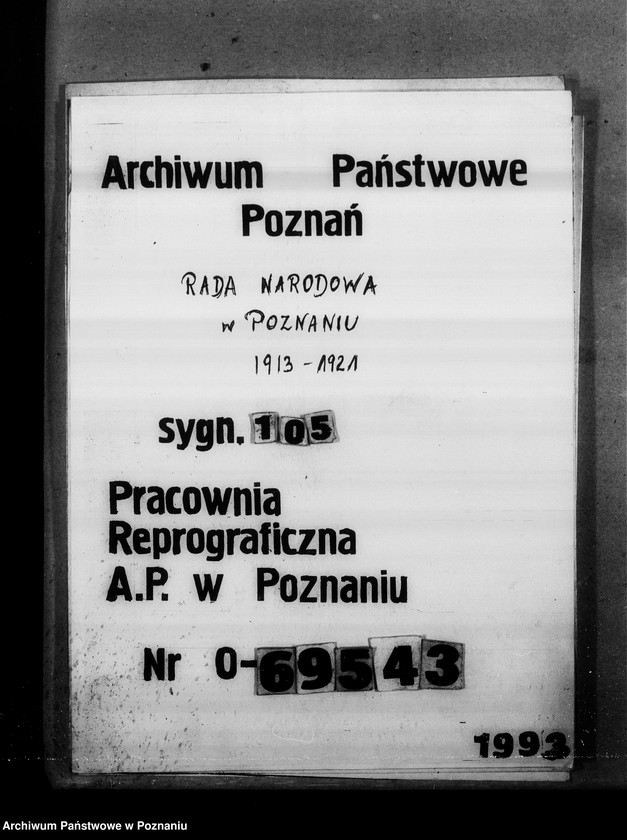 Archiwum Państwowe
Poznań
RADA NARODOWA
w POZNANIU
1913-1921
sygn. 105
Pracownia
Reprograficzna
A.P. w Poznaniu
Nr O-69543
1993
Archiwum Państwowe w Poznaniu